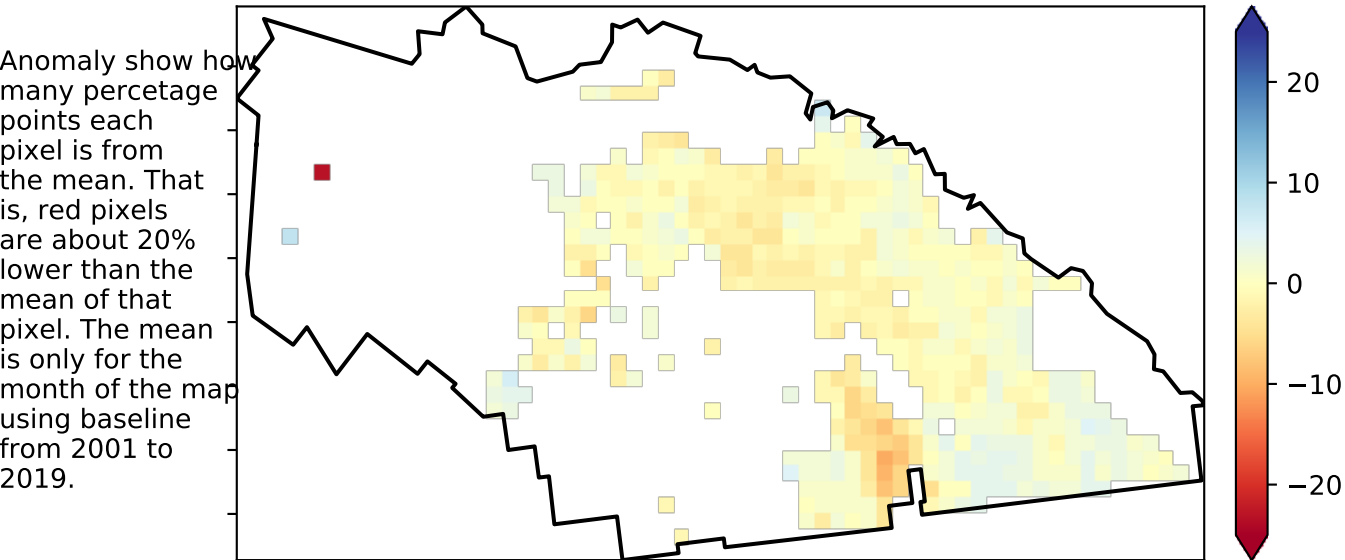 Anomaly show how
many percetage
points each
pixel is from
the mean. That
is, red pixels
are about 20%
lower than the
mean of that
pixel. The mean
is only for the
month of the map
using baseline
from 2001 to
2019.
20
10
0
−10
−20